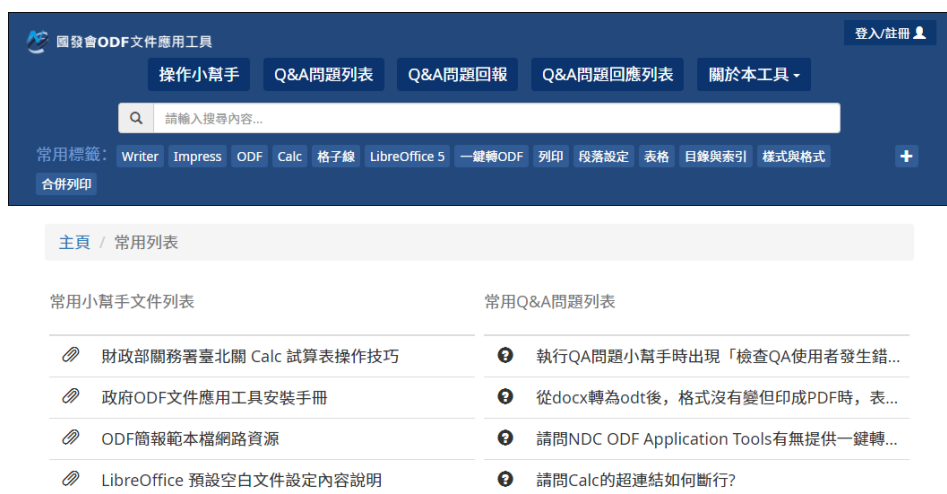 國發會ODF文件應用工具
登入/註冊
操作小幫手 Q&A問題列表 Q&A問題回報 Q&A問題回應列表 關於本工具
請輸入搜尋內容...
常用標籤： Writer Impress ODF Calc 格子線 LibreOffice 5 一鍵轉ODF 列印 段落設定 表格 目錄與索引 樣式與格式
合併列印
主頁 / 常用列表
常用小幫手文件列表
財政部關務署臺北關 Calc 試算表操作技巧
政府ODF文件應用工具安裝手冊
ODF簡報範本檔網路資源
LibreOffice 預設空白文件設定內容說明
常用Q&A問題列表
執行QA問題小幫手時出現「檢查QA使用者發生錯...
從docx轉為odt後，格式沒有變但印成PDF時，表...
請問NDC ODF Application Tools有無提供一鍵轉...
請問Calc的超連結如何斷行?